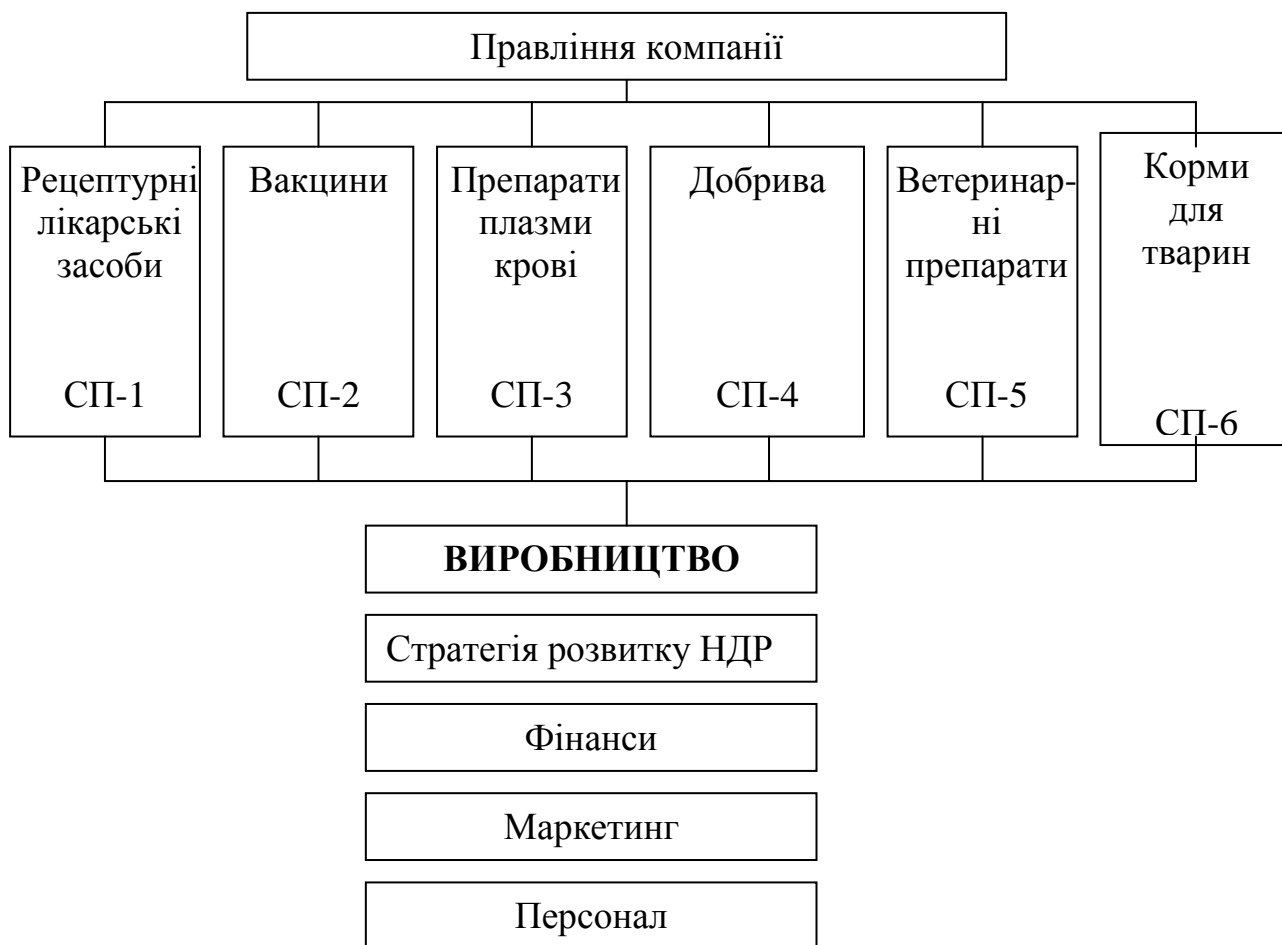 Правління компанії
Рецептурні
лікарські
засоби
СП-1
Вакцини
СП-2
Препарати
плазми
крові
СП-3
Добрива
СП-4
Ветеринар-
ні
препарати
СП-5
Корми
для
тварин
СП-6
ВИРОБНИЦТВО
Стратегія розвитку НДР
Фінанси
Маркетинг
Персонал